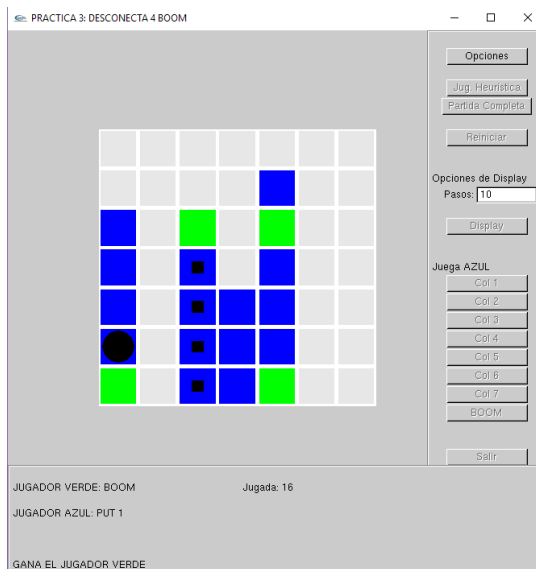 PRACTICA 3: DESCONECTA 4 BOOM
Opciones
Jug. Heuristica
Partida Completa
Reiniciar
Opciones de Display
Pasos: 10
Display
Juega AZUL
Col 1
Col 2
Col 3
Col 4
Col 5
Col 6
Col 7
BOOM
Salir
JUGADOR VERDE: BOOM Jugada: 16
JUGADOR AZUL: PUT 1
GANA EL JUGADOR VERDE